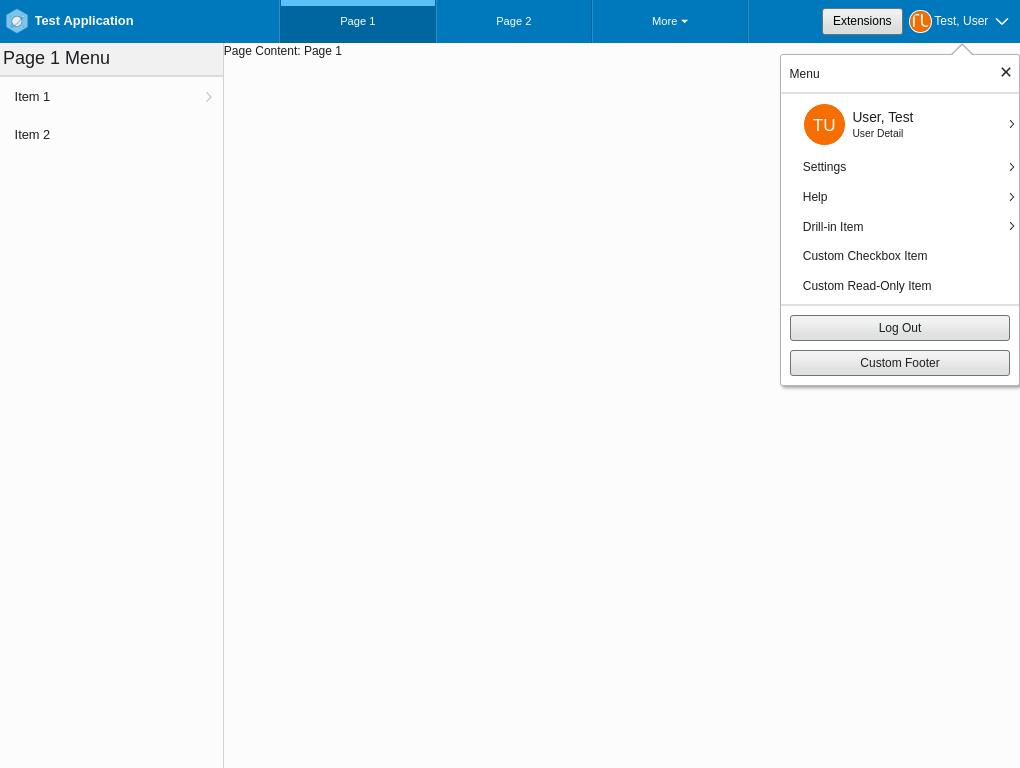 Test Application
Page 1
Page 2
More
Extensions
Test, User
Page 1 Menu
Item 1
Item 2
Page Content: Page 1
Menu
TU
User, Test
User Detail
Settings
Help
Drill-in Item
Custom Checkbox Item
Custom Read-Only Item
Log Out
Custom Footer